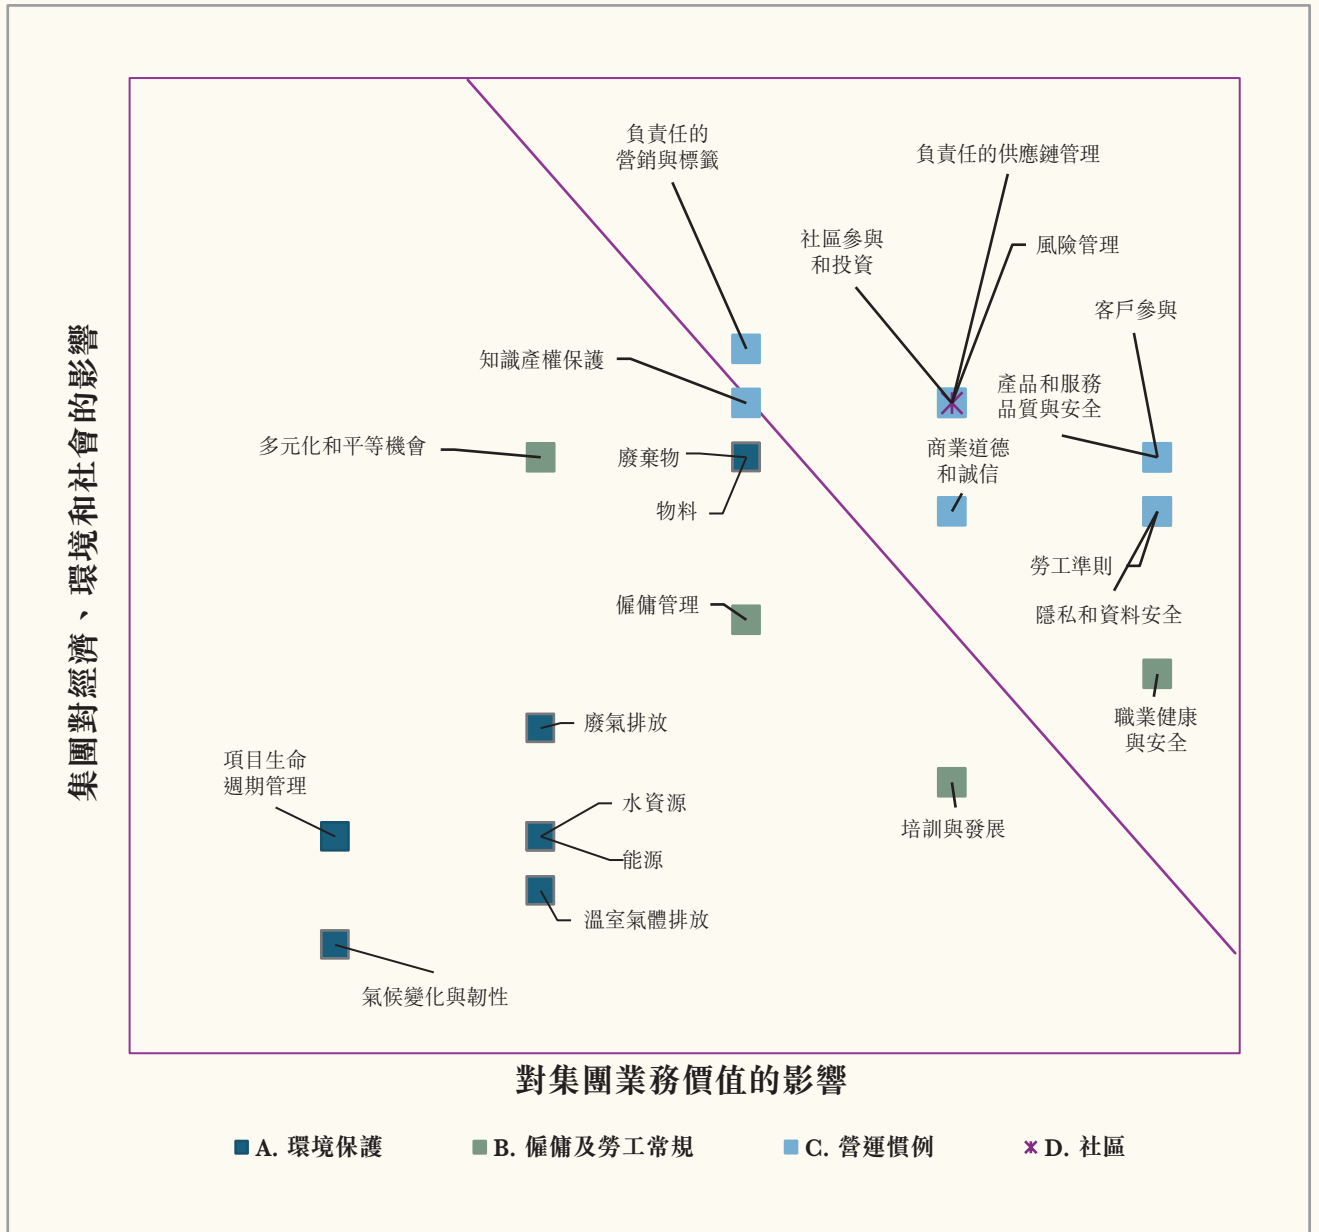 負責任的
營銷與標籤
負責任的供應鏈管理
社區參與
和投資
風險管理
客戶參與
知識產權保護
產品和服務
品質與安全
多元化和平等機會
廢棄物
商業道德
和誠信
物料
勞工準則
僱傭管理
隱私和資料安全
廢氣排放
職業健康
與安全
項目生命
週期管理
水資源
培訓與發展
能源
溫室氣體排放
氣候變化與韌性
集團對經濟、環境和社會的影響
對集團業務價值的影響
A. 環境保護
B. 僱傭及勞工常規
C. 營運慣例
D. 社區